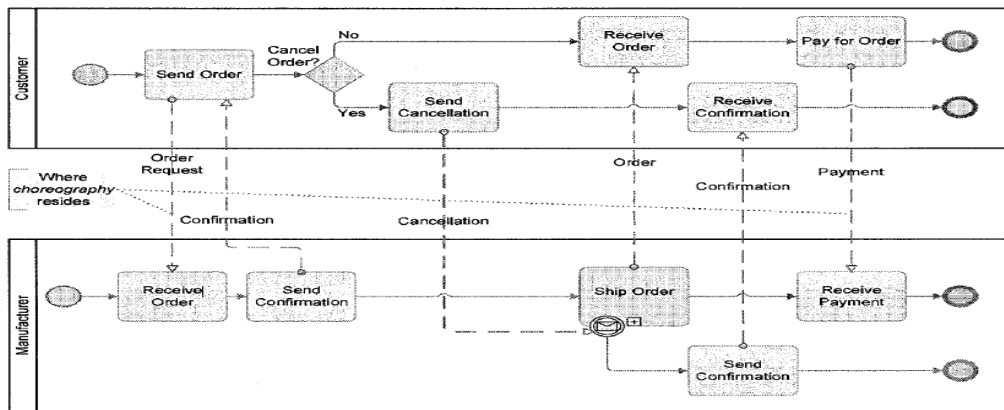 Customer
Send Order
Cancel
Order?
No
Yes
Send
Cancellation
Receive
Order
Pay for Order
Receive
Confirmation
Order
Request
Where
choreography
resides
Confirmation
Cancellation
Order
Confirmation
Payment
Manufacturer
Receive
Order
Send
Confirmation
Ship Order
Receive
Payment
Send
Confirmation